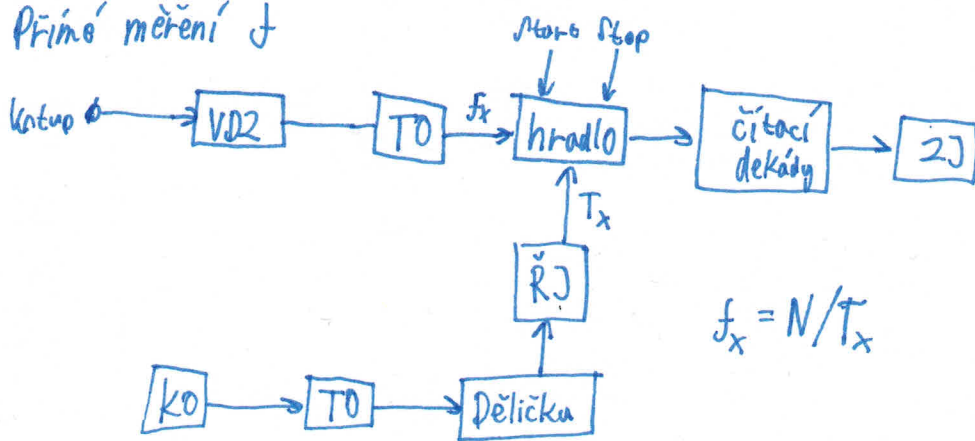 Přímé měření f
Start Stop
Vstup
VDZ
TO
fx
hradlo
čítací
dekády
ZJ
Tx
ŘJ
fx = N/Tx
KO
TO
Dělička